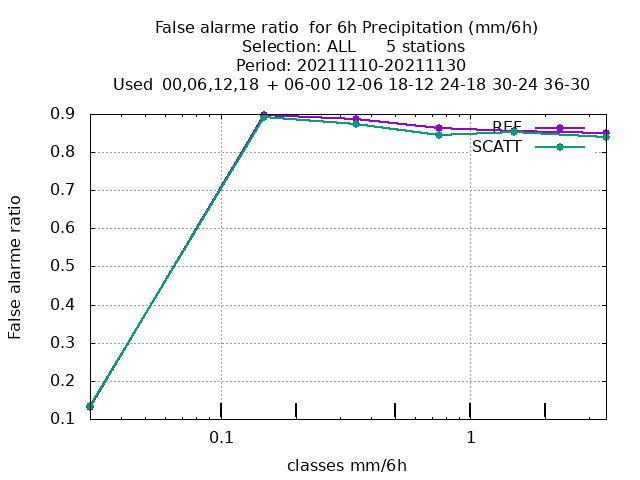 False alarme ratio  for 6h Precipitation (mm/6h)
Selection: ALL      5 stations
Period: 20211110-20211130
Used  00,06,12,18  + 06-00 12-06 18-12 24-18 30-24 36-30
0.9
0.8
0.7
0.6
0.5
0.4
0.3
0.2
0.1
False alarme ratio
REF
SCATT
0.1
1
classes mm/6h